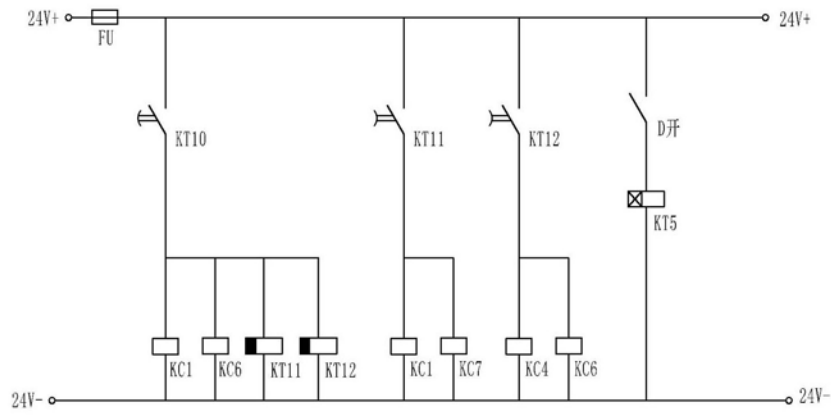 24V+
FU
24V+
KT10
KT11
KT12
D开
KT5
KC1
KC6
KT11
KT12
KC1
KC7
KC4
KC6
24V-
24V-